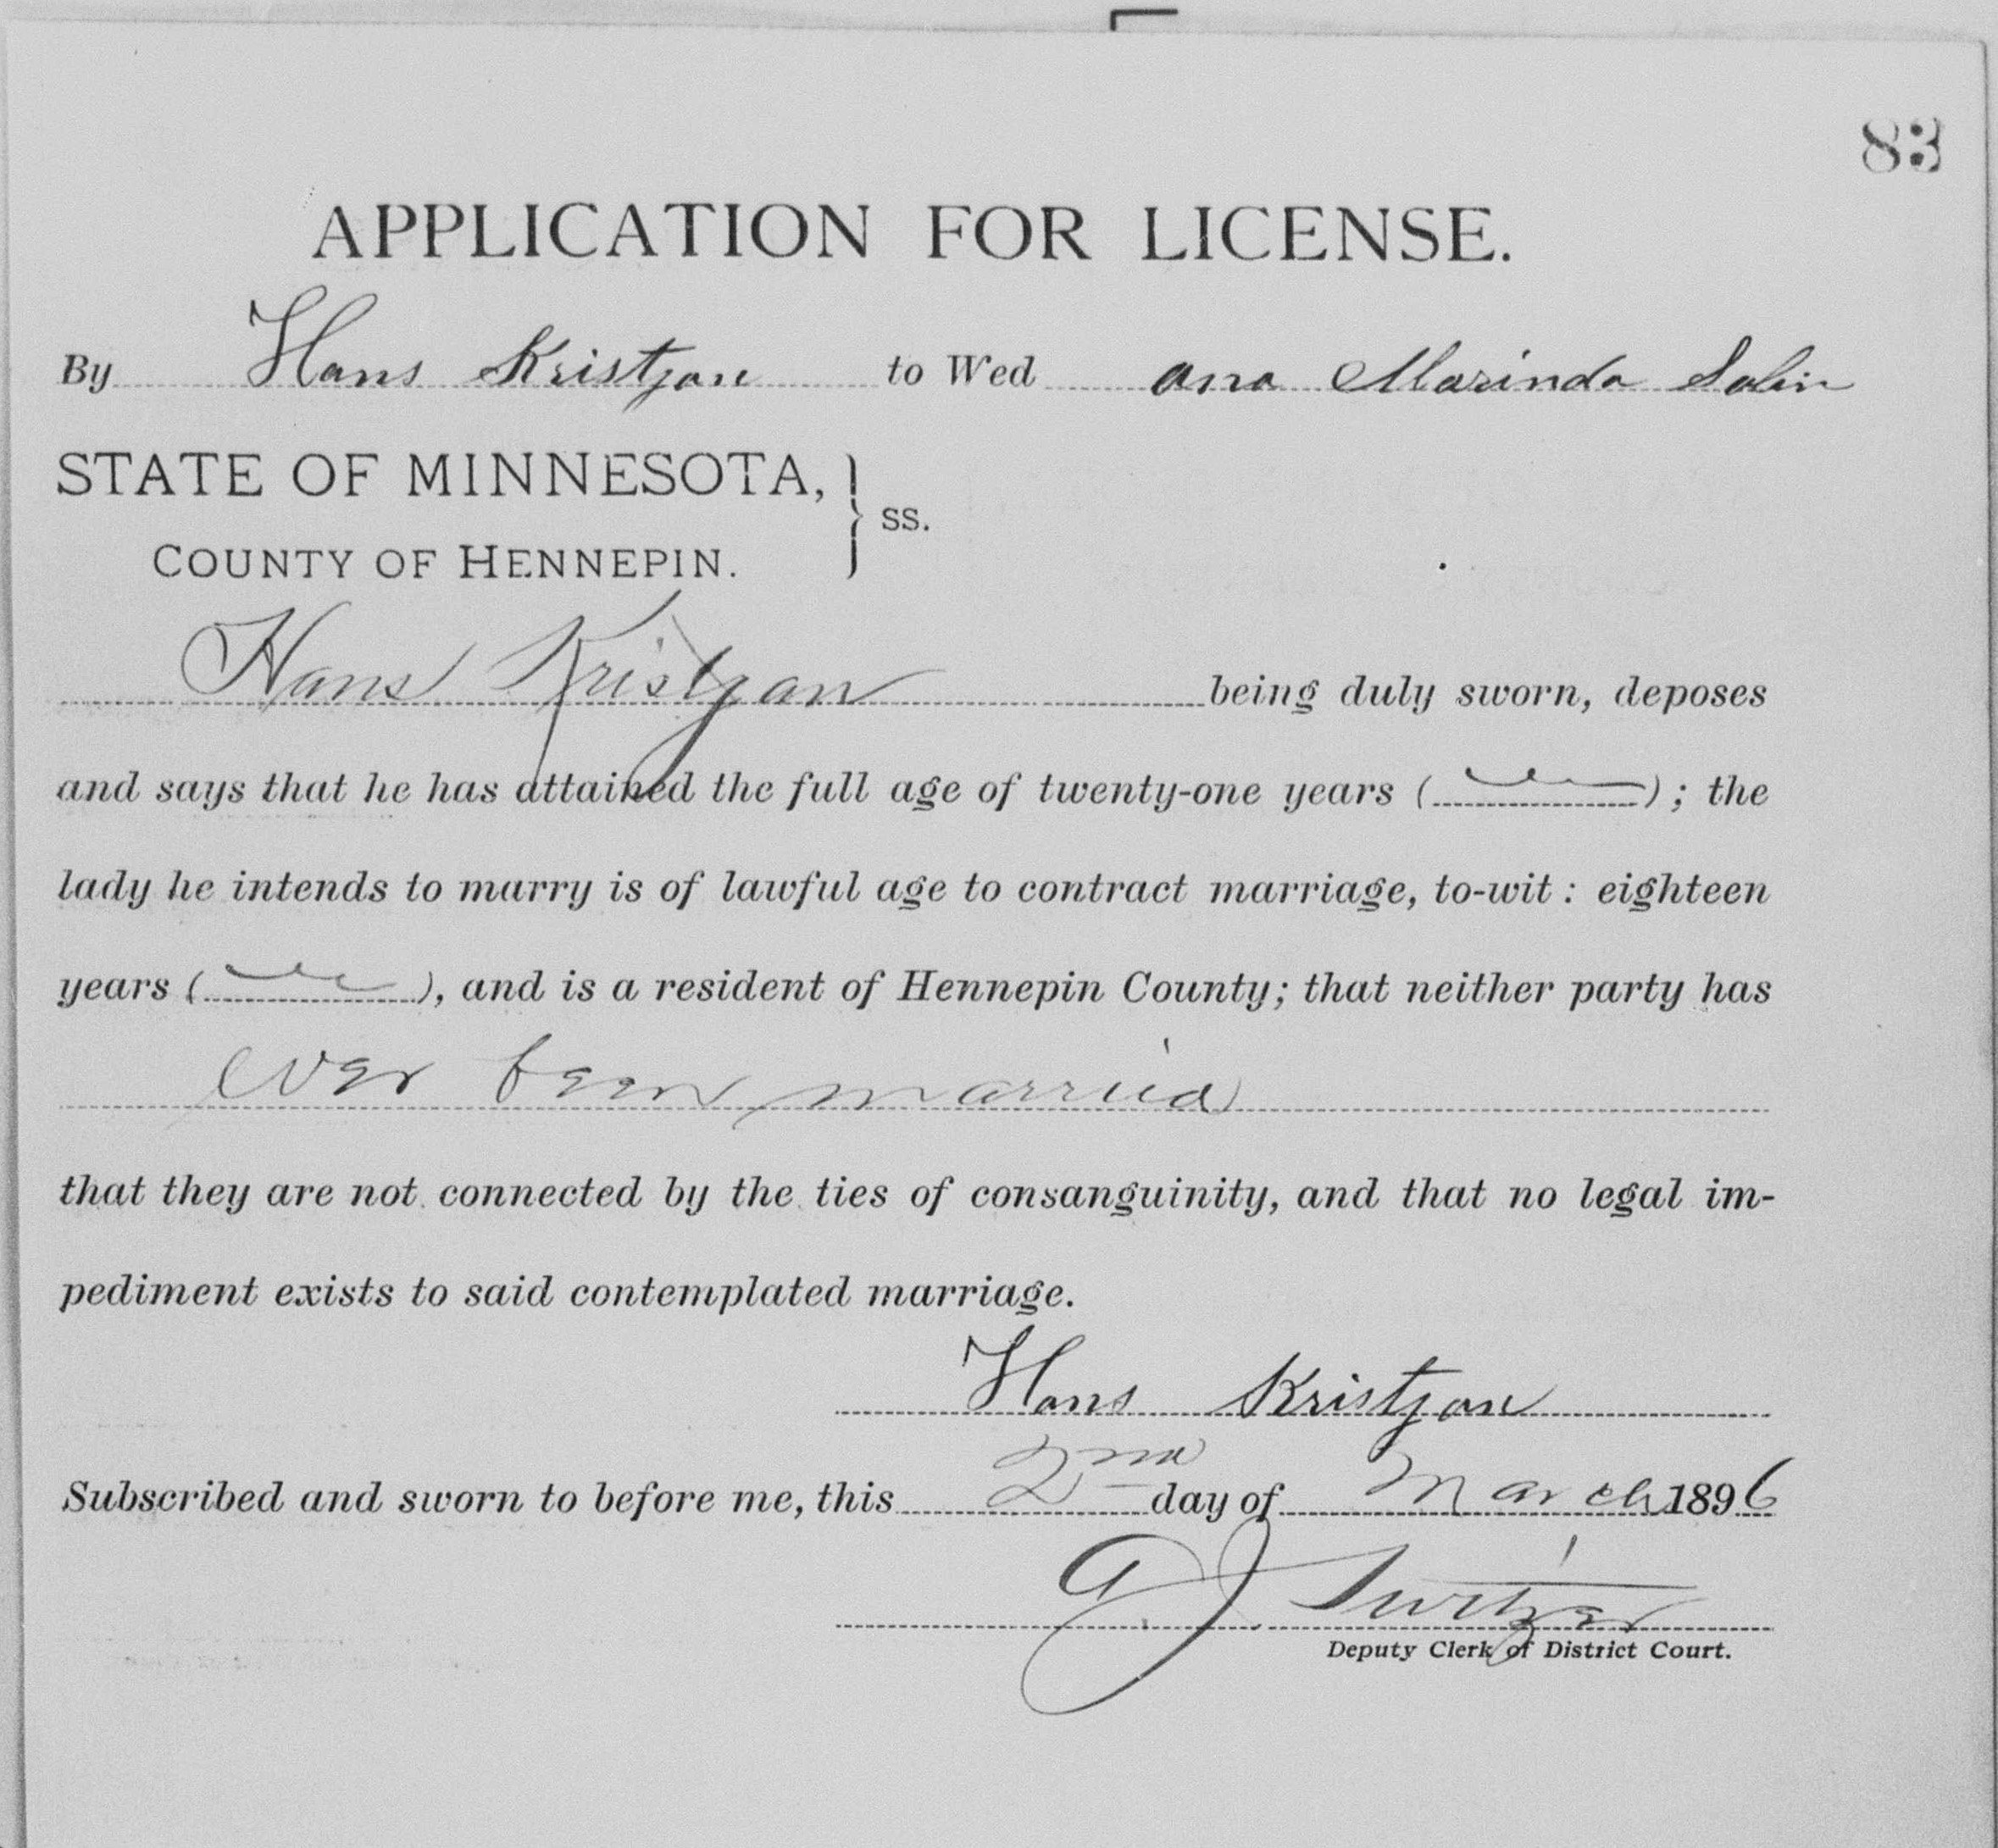 83
APPLICATION FOR LICENSE.
By Hans Kristjan to Wed Ana Marinda Solin
STATE OF MINNESOTA, } ss.
COUNTY OF HENNEPIN.
Hans Kristjan being duly sworn, deposes
and says that he has attained the full age of twenty-one years ( ); the
lady he intends to marry is of lawful age to contract marriage, to-wit: eighteen
years ( ), and is a resident of Hennepin County; that neither party has
ever been married
that they are not connected by the ties of consanguinity, and that no legal im-
pediment exists to said contemplated marriage.
Hans Kristjan
Subscribed and sworn to before me, this 2nd day of March 1896
A J
Deputy Clerk of District Court.